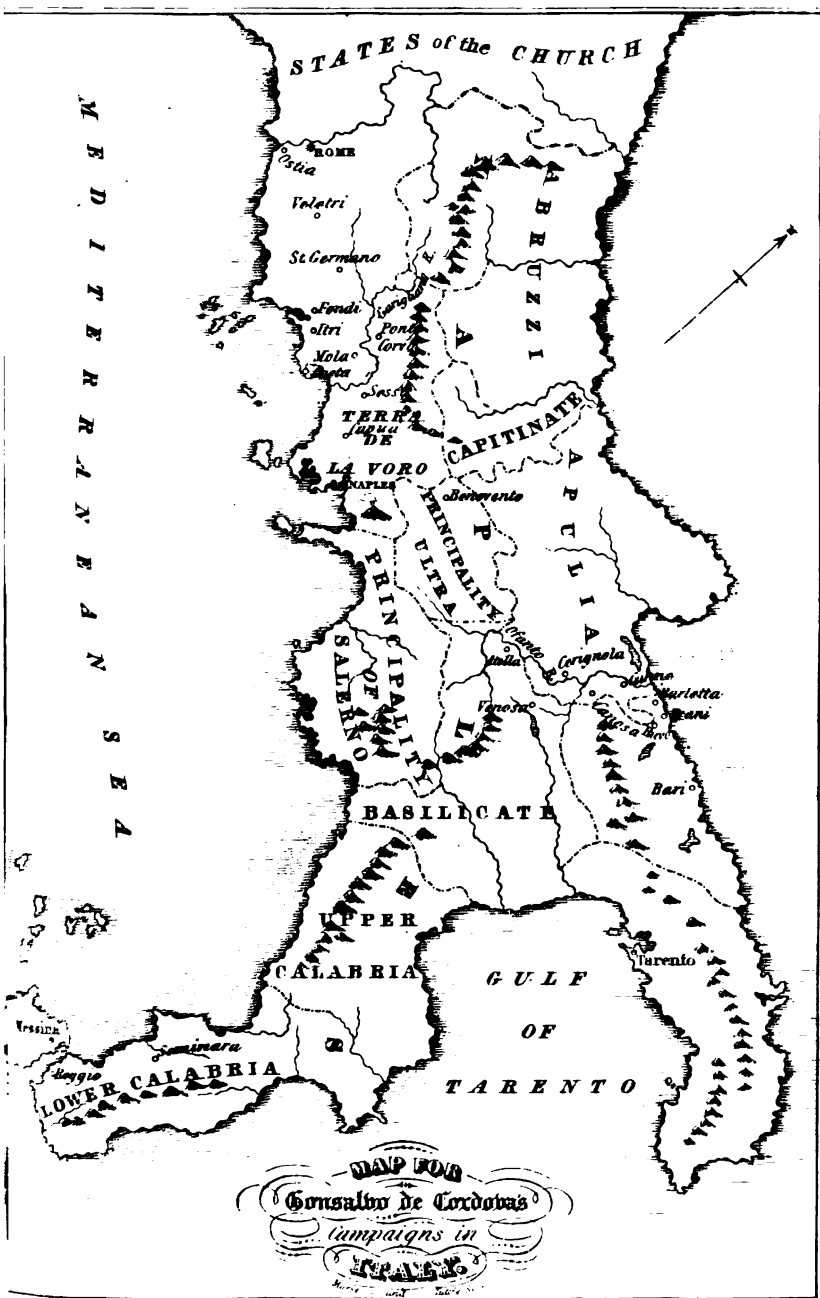 STATES of the CHURCH
MEDITERRANEAN SEA
ROME
Ostia
Veletri
St. Germano
ABRUZZI
Fondi
Itri
Garigliano R
Ponte Corvo
Mola
Gaeta
Sessa
TERRA
Capua
DE
LA VORO
NAPLES
CAPITINATE
Benevento
PRINCIPALITY
ULTRA
APULIA
PRINCIPALITY
OF
SALERNO
Ofanto R
Mella
Cerignola
Venosa
Canosa
Barletta
Trani
Bari
A
P
BASILICATE
UPPER
CALABRIA
Tarento
GULF
OF
TARENTO
Messina
Seminara
Reggio
LOWER CALABRIA
MAP FOR
Gonsalvo de Cordova's
Campaigns in
ITALY.